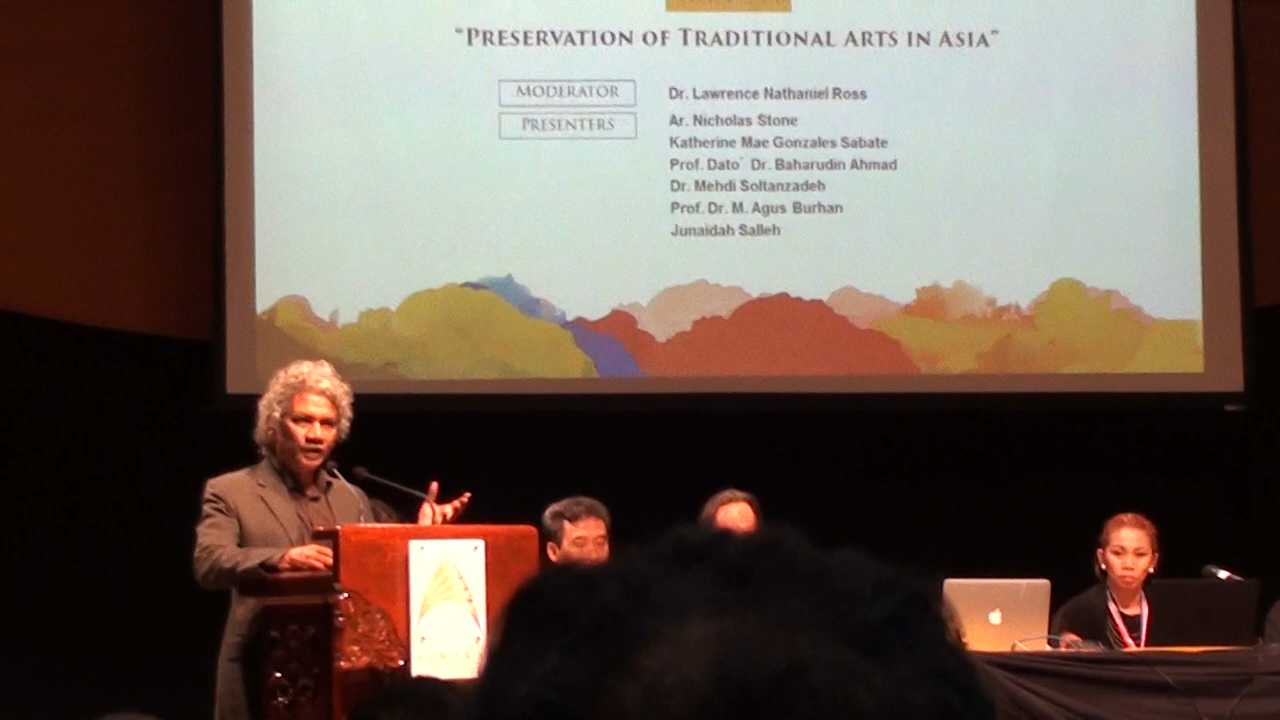 "PRESERVATION OF TRADITIONAL ARTS IN ASIA"
MODERATOR
Dr. Lawrence Nathaniel Ross
PRESENTERS
Ar. Nicholas Stone
Katherine Mae Gonzales Sabate
Prof. Dato' Dr. Baharudin Ahmad
Dr. Mehdi Soltanzadeh
Prof. Dr. M. Agus Burhan
Junaidah Salleh